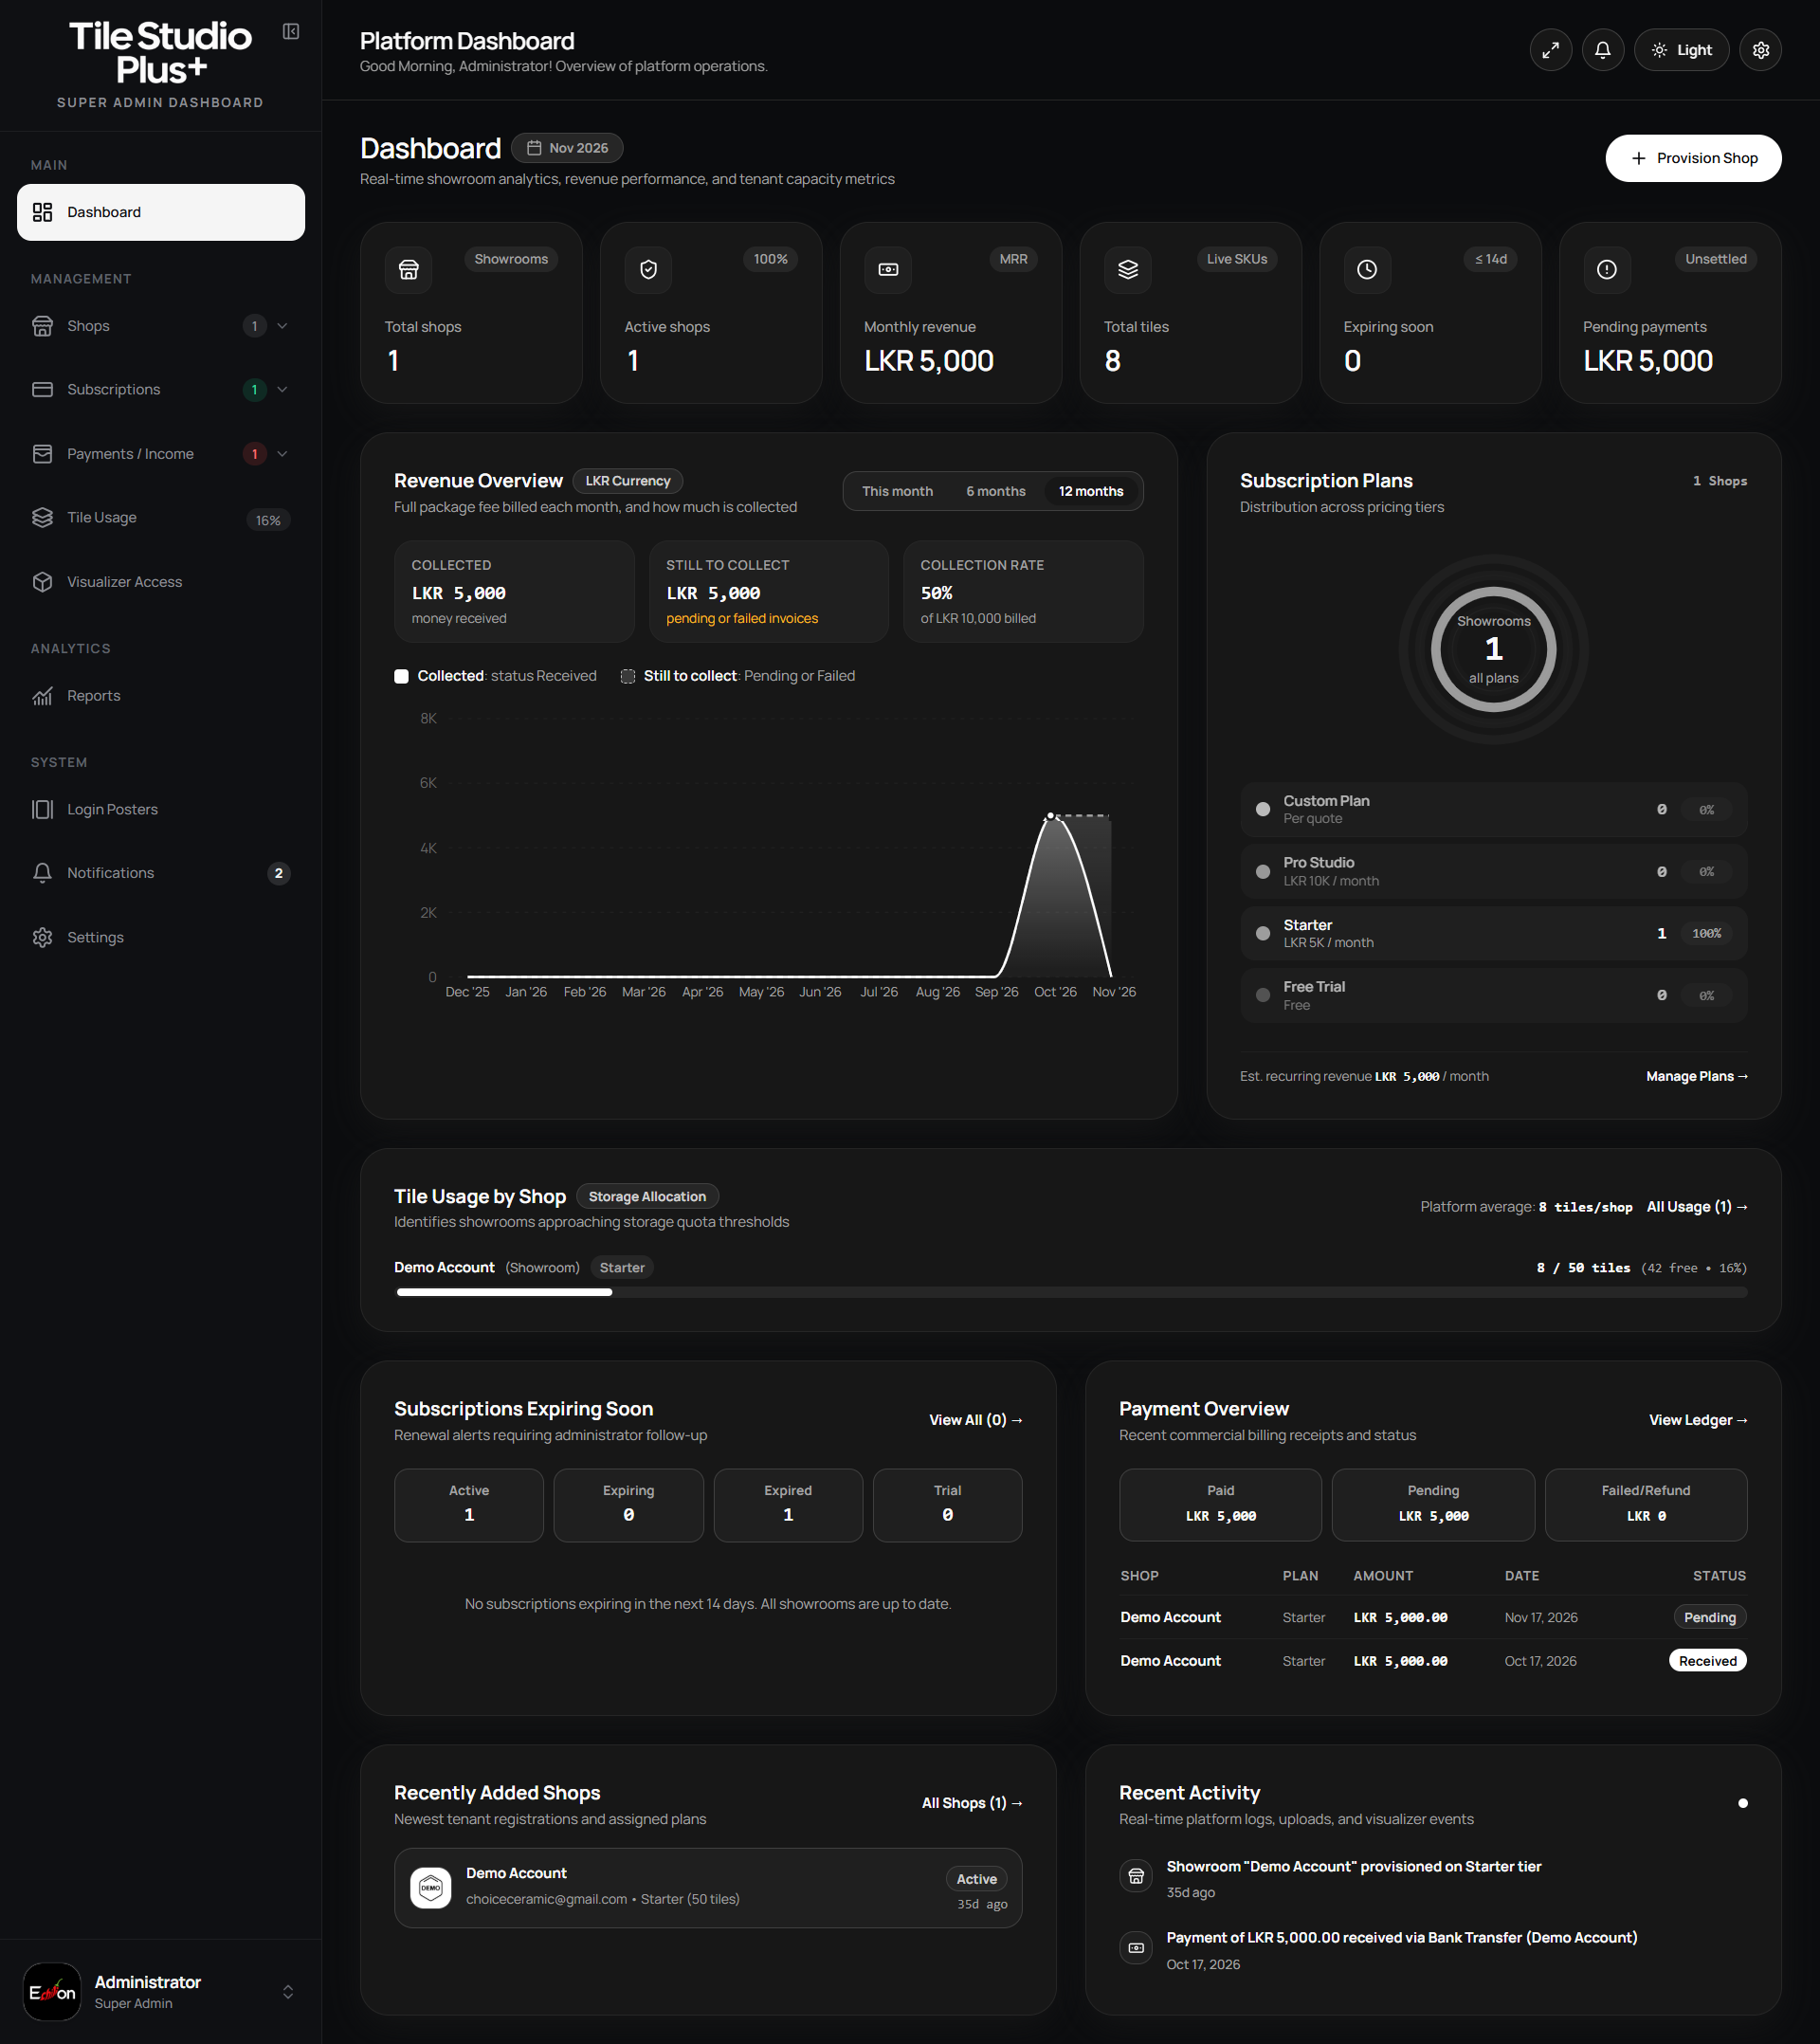 Tile Studio
Plus+
SUPER ADMIN DASHBOARD
MAIN
Dashboard
MANAGEMENT
Shops 1
Subscriptions 1
Payments / Income 1
Tile Usage 16%
Visualizer Access
ANALYTICS
Reports
SYSTEM
Login Posters
Notifications 2
Settings
Administrator
Super Admin
Platform Dashboard
Good Morning, Administrator! Overview of platform operations.
Light
Dashboard Nov 2026
Real-time showroom analytics, revenue performance, and tenant capacity metrics
+ Provision Shop
Showrooms
Total shops
1
100%
Active shops
1
MRR
Monthly revenue
LKR 5,000
Live SKUs
Total tiles
8
≤ 14d
Expiring soon
0
Unsettled
Pending payments
LKR 5,000
Revenue Overview LKR Currency
Full package fee billed each month, and how much is collected
This month 6 months 12 months
COLLECTED
LKR 5,000
money received
STILL TO COLLECT
LKR 5,000
pending or failed invoices
COLLECTION RATE
50%
of LKR 10,000 billed
Collected: status Received Still to collect: Pending or Failed
8K
6K
4K
2K
0
Dec '25 Jan '26 Feb '26 Mar '26 Apr '26 May '26 Jun '26 Jul '26 Aug '26 Sep '26 Oct '26 Nov '26
Subscription Plans 1 Shops
Distribution across pricing tiers
Showrooms
1
all plans
Custom Plan 0 0%
Per quote
Pro Studio 0 0%
LKR 10K / month
Starter 1 100%
LKR 5K / month
Free Trial 0 0%
Free
Est. recurring revenue LKR 5,000 / month Manage Plans →
Tile Usage by Shop Storage Allocation
Identifies showrooms approaching storage quota thresholds
Platform average: 8 tiles/shop All Usage (1) →
Demo Account (Showroom) Starter 8 / 50 tiles (42 free • 16%)
Subscriptions Expiring Soon
Renewal alerts requiring administrator follow-up
View All (0) →
Active
1
Expiring
0
Expired
1
Trial
0
No subscriptions expiring in the next 14 days. All showrooms are up to date.
Payment Overview
Recent commercial billing receipts and status
View Ledger →
Paid
LKR 5,000
Pending
LKR 5,000
Failed/Refund
LKR 0
SHOP PLAN AMOUNT DATE STATUS
Demo Account Starter LKR 5,000.00 Nov 17, 2026 Pending
Demo Account Starter LKR 5,000.00 Oct 17, 2026 Received
Recently Added Shops
Newest tenant registrations and assigned plans
All Shops (1) →
DEMO
Demo Account
choiceceramic@gmail.com • Starter (50 tiles)
Active
35d ago
Recent Activity
Real-time platform logs, uploads, and visualizer events
Showroom "Demo Account" provisioned on Starter tier
35d ago
Payment of LKR 5,000.00 received via Bank Transfer (Demo Account)
Oct 17, 2026